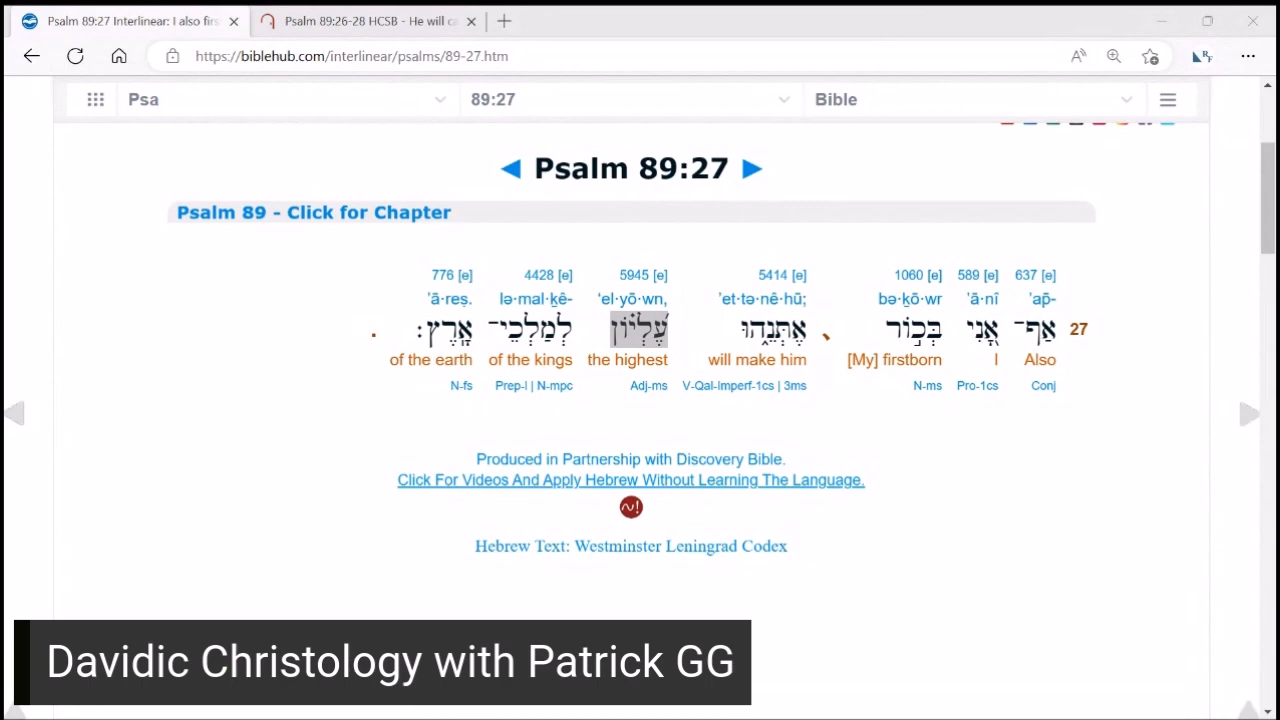 Psalm 89:27 Interlinear: I also firs
Psalm 89:26-28 HCSB - He will ca
https://biblehub.com/interlinear/psalms/89-27.htm
Psa 89:27 Bible
◄ Psalm 89:27 ►
Psalm 89 - Click for Chapter
776 [e] 4428 [e] 5945 [e] 5414 [e] 1060 [e] 589 [e] 637 [e]
’ā·reṣ. lə·mal·ḵê- ‘el·yō·wn, ’et·tə·nê·hū; bə·ḵō·wr ’ā·nî ’ap̄-
27 אַף־ אָ֭נִי בְּכ֣וֹר אֶתְּנֵ֑הוּ עֶ֝לְי֗וֹן לְמַלְכֵי־ אָֽרֶץ׃
of the earth of the kings the highest will make him [My] firstborn I Also
N-fs Prep-l | N-mpc Adj-ms V-Qal-Imperf-1cs | 3ms N-ms Pro-1cs Conj
Produced in Partnership with Discovery Bible.
Click For Videos And Apply Hebrew Without Learning The Language.
Hebrew Text: Westminster Leningrad Codex
Davidic Christology with Patrick GG